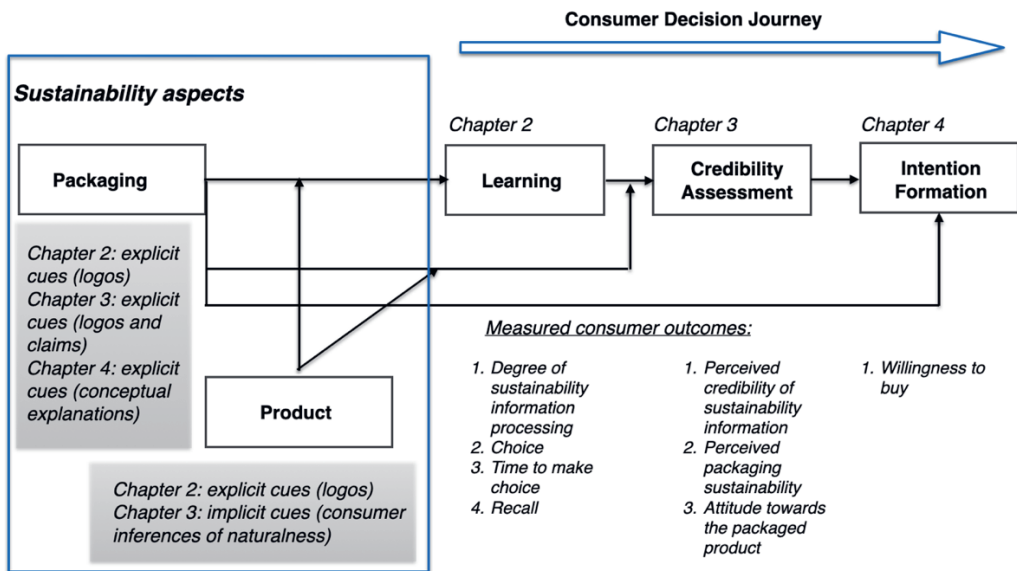 Consumer Decision Journey
Sustainability aspects
Packaging
Chapter 2: explicit
cues (logos)
Chapter 3: explicit
cues (logos and
claims)
Chapter 4: explicit
cues (conceptual
explanations)
Product
Chapter 2: explicit cues (logos)
Chapter 3: implicit cues (consumer
inferences of naturalness)
Chapter 2
Learning
Chapter 3
Credibility
Assessment
Chapter 4
Intention
Formation
Measured consumer outcomes:
1. Degree of
sustainability
information
processing
2. Choice
3. Time to make
choice
4. Recall
1. Perceived
credibility of
sustainability
information
2. Perceived
packaging
sustainability
3. Attitude towards
the packaged
product
1. Willingness to
buy